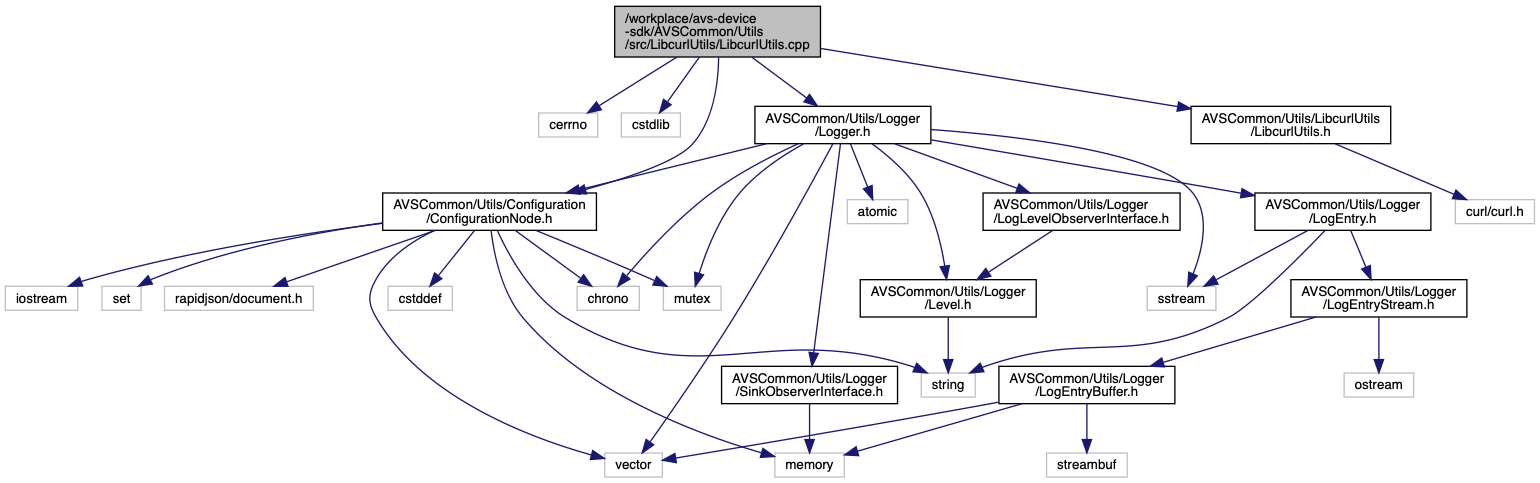 /workplace/avs-device
-sdk/AVSCommon/Utils
/src/LibcurlUtils/LibcurlUtils.cpp
cerrno
cstdlib
AVSCommon/Utils/Logger
/Logger.h
AVSCommon/Utils/LibcurlUtils
/LibcurlUtils.h
AVSCommon/Utils/Configuration
/ConfigurationNode.h
atomic
AVSCommon/Utils/Logger
/LogLevelObserverInterface.h
AVSCommon/Utils/Logger
/LogEntry.h
curl/curl.h
iostream
set
rapidjson/document.h
cstddef
chrono
mutex
AVSCommon/Utils/Logger
/Level.h
sstream
AVSCommon/Utils/Logger
/LogEntryStream.h
AVSCommon/Utils/Logger
/SinkObserverInterface.h
string
AVSCommon/Utils/Logger
/LogEntryBuffer.h
ostream
vector
memory
streambuf